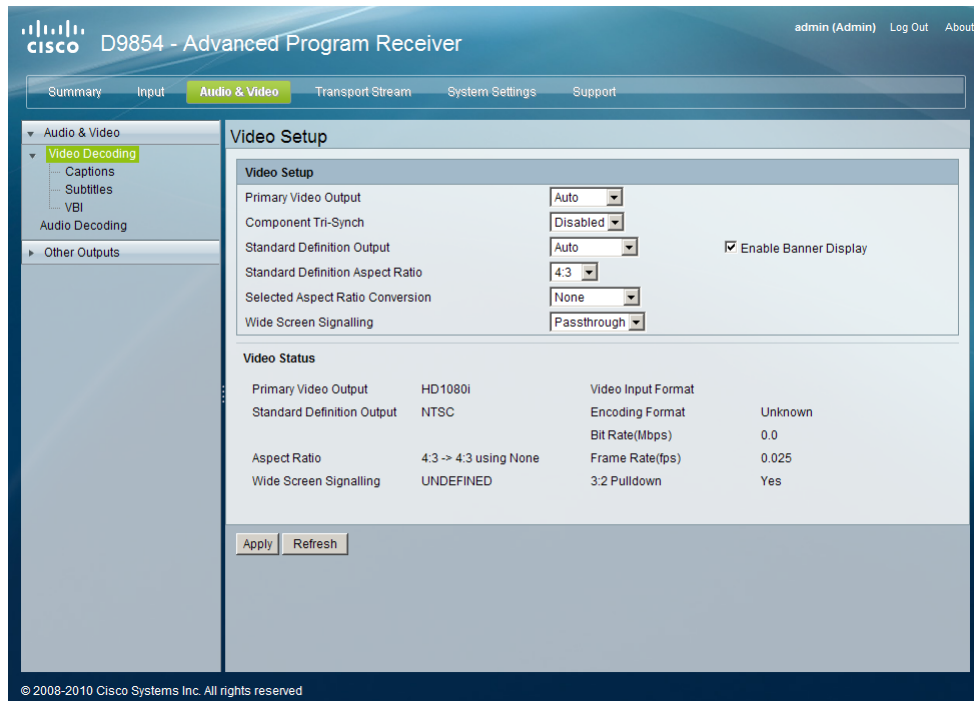 CISCO D9854 - Advanced Program Receiver
admin (Admin) Log Out About
Summary Input Audio & Video Transport Stream System Settings Support
Audio & Video
Video Decoding
Captions
Subtitles
VBI
Audio Decoding
Other Outputs
Video Setup
Video Setup
Primary Video Output Auto
Component Tri-Synch Disabled
Standard Definition Output Auto Enable Banner Display
Standard Definition Aspect Ratio 4:3
Selected Aspect Ratio Conversion None
Wide Screen Signalling Passthrough
Video Status
Primary Video Output HD1080i Video Input Format
Standard Definition Output NTSC Encoding Format Unknown
Bit Rate(Mbps) 0.0
Aspect Ratio 4:3 -> 4:3 using None Frame Rate(fps) 0.025
Wide Screen Signalling UNDEFINED 3:2 Pulldown Yes
Apply Refresh
© 2008-2010 Cisco Systems Inc. All rights reserved